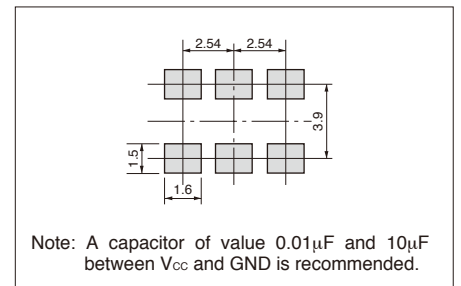 2.54 2.54
3.9
1.5
1.6
Note: A capacitor of value 0.01μF and 10μF
between Vcc and GND is recommended.